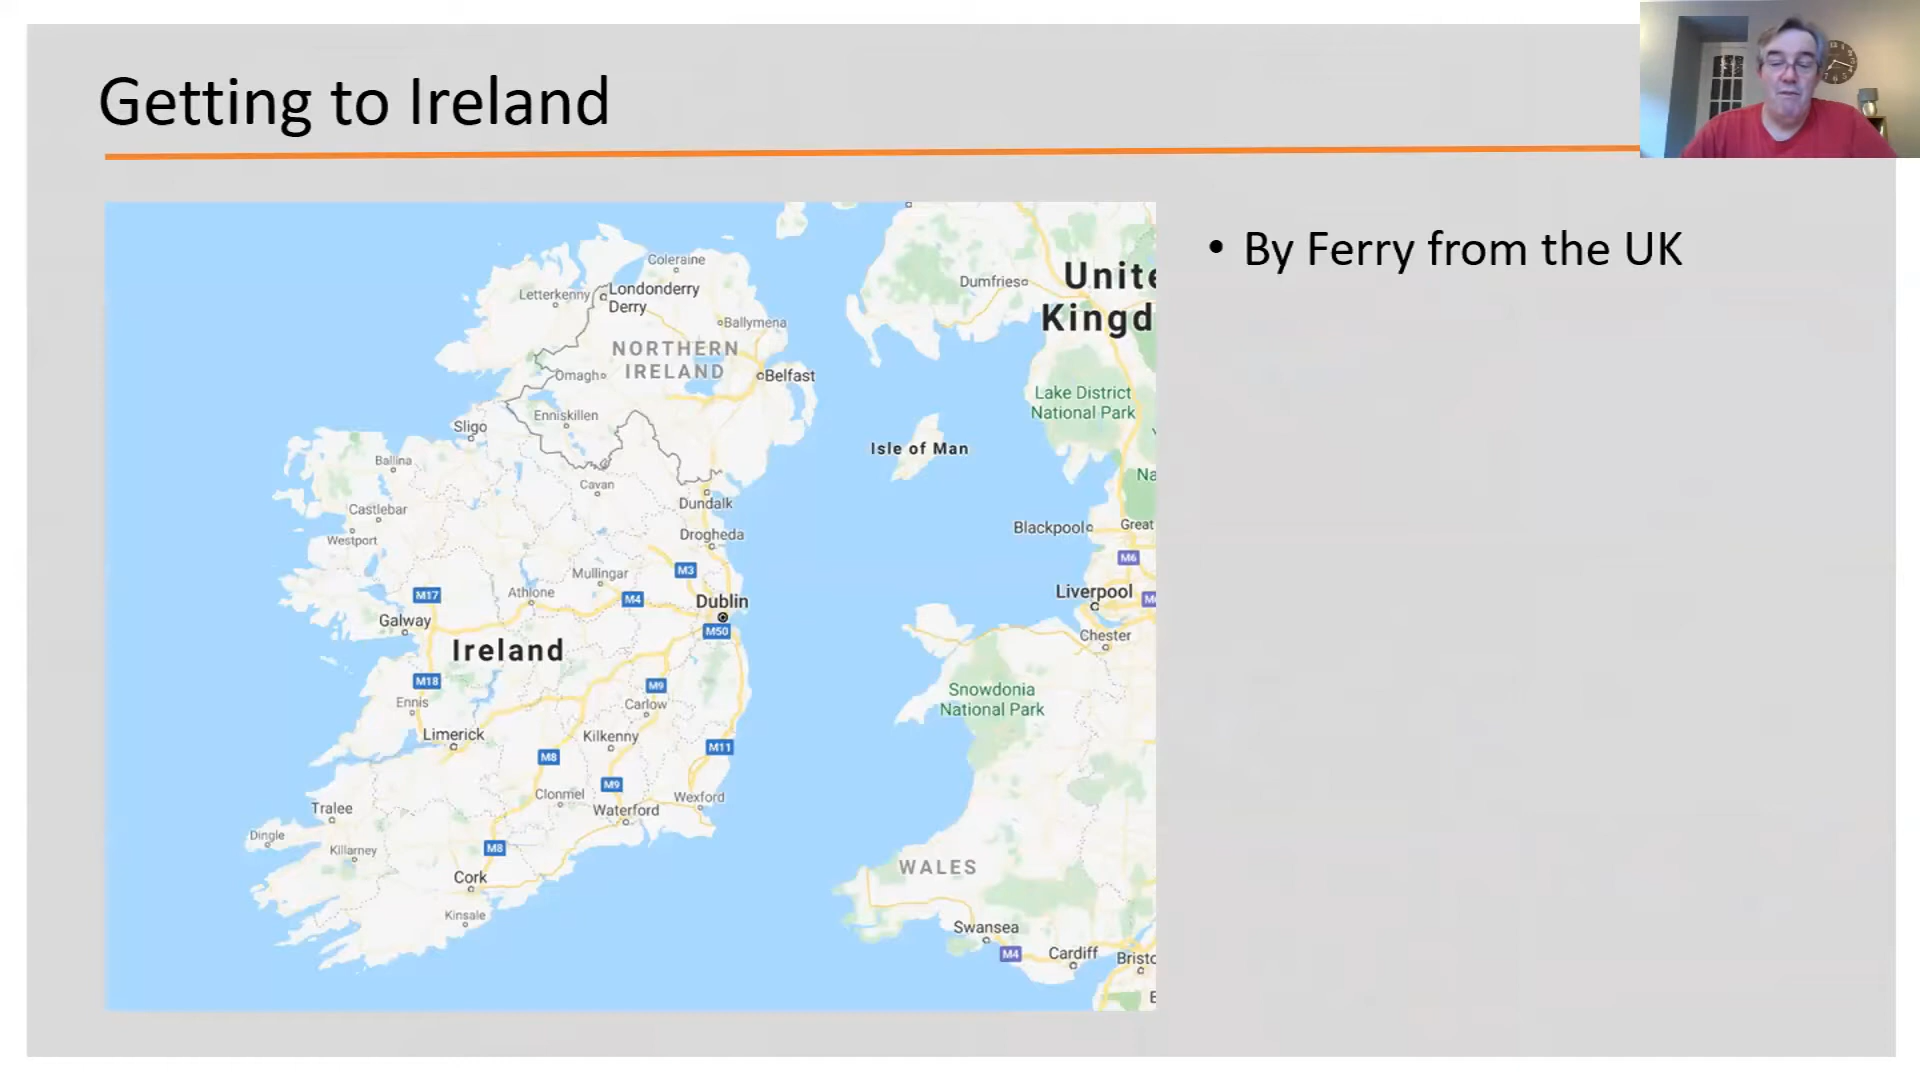 Getting to Ireland
• By Ferry from the UK
Coleraine
Letterkenny
Londonderry
Derry
Ballymena
NORTHERN
IRELAND
Omagh
Belfast
Enniskillen
Sligo
Ballina
Cavan
Castlebar
Dundalk
Westport
Drogheda
Mullingar
M3
Athlone
M4
M17
Dublin
Galway
M50
Ireland
M18
M9
Ennis
Carlow
Limerick
Kilkenny
M11
M8
M9
Clonmel
Wexford
Tralee
Waterford
Dingle
Killarney
M8
Cork
Kinsale
Dumfries
Unite
Kingd
Lake District
National Park
Isle of Man
Na
Blackpool
Great
M6
Liverpool
Chester
Snowdonia
National Park
WALES
Swansea
M4
Cardiff
Bristo